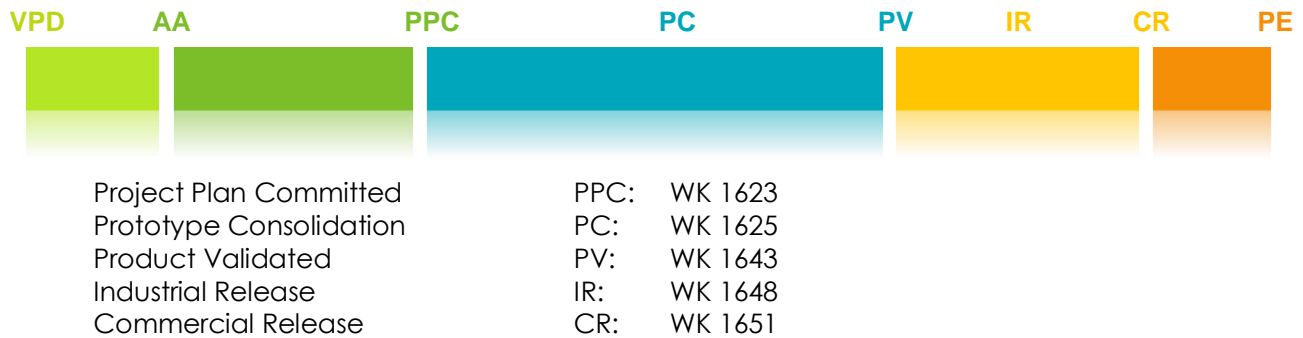 VPD AA PPC PC PV IR CR PE
Project Plan Committed PPC: WK 1623
Prototype Consolidation PC: WK 1625
Product Validated PV: WK 1643
Industrial Release IR: WK 1648
Commercial Release CR: WK 1651